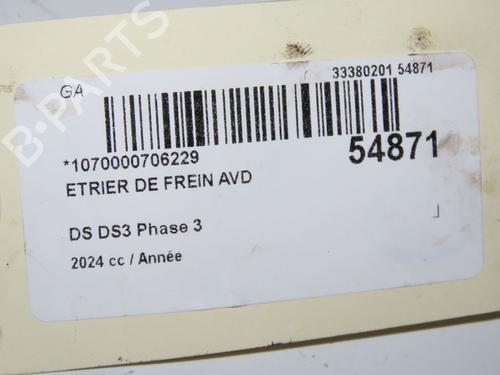 B-PARTS
GA
33380201 54871
*1070000706229
54871
ETRIER DE FREIN AVD
DS DS3 Phase 3
2024 cc / Année